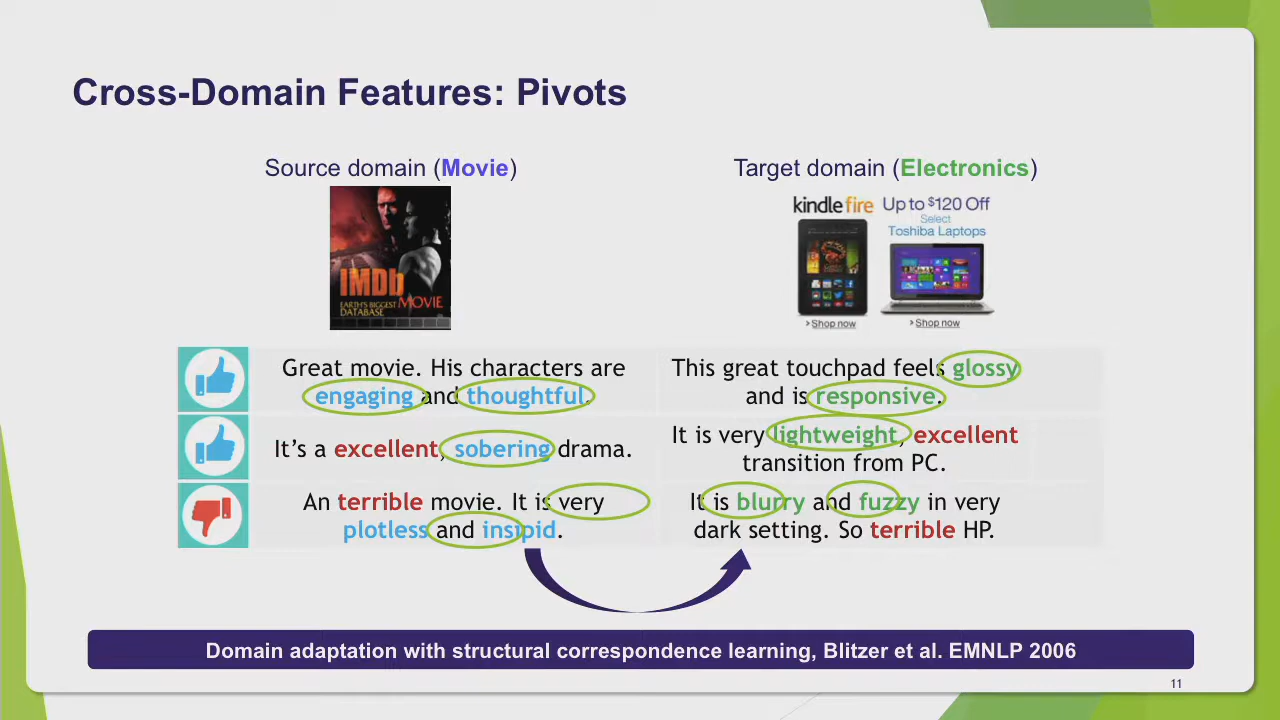 Cross-Domain Features: Pivots
Source domain (Movie)
Target domain (Electronics)
IMDb
EARTH'S BIGGEST MOVIE
DATABASE
kindle fire
Up to $120 Off
Select
Toshiba Laptops
> Shop now
> Shop now
Great movie. His characters are
engaging and thoughtful.
This great touchpad feels glossy
and is responsive.
It's a excellent, sobering drama.
It is very lightweight, excellent
transition from PC.
An terrible movie. It is very
plotless and insipid.
It is blurry and fuzzy in very
dark setting. So terrible HP.
Domain adaptation with structural correspondence learning, Blitzer et al. EMNLP 2006
11